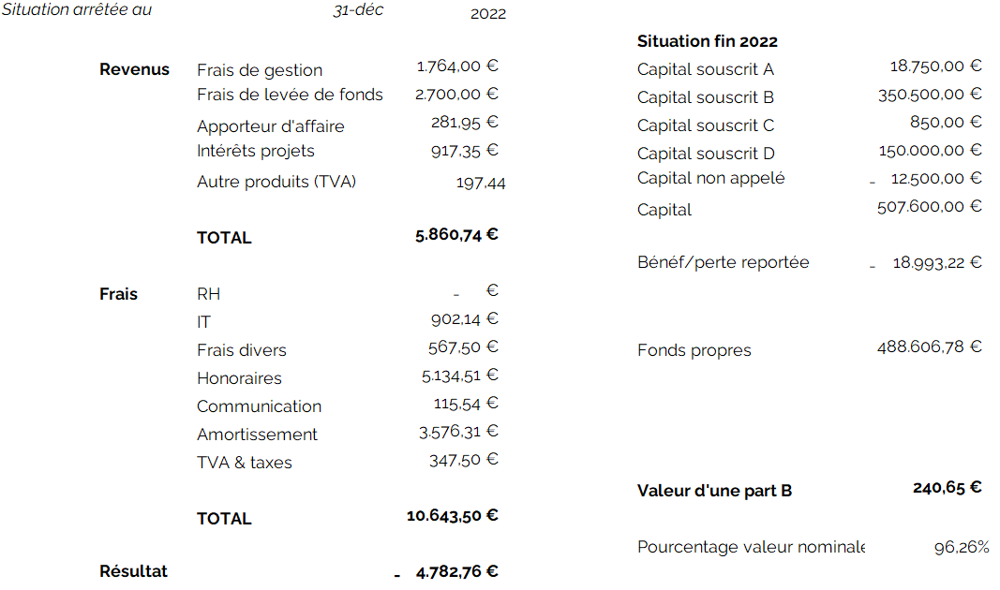 Situation arrêtée au 31-déc 2022
Revenus Frais de gestion 1.764,00 €
Frais de levée de fonds 2.700,00 €
Apporteur d'affaire 281,95 €
Intérêts projets 917,35 €
Autre produits (TVA) 197,44
TOTAL 5.860,74 €
Frais RH - €
IT 902,14 €
Frais divers 567,50 €
Honoraires 5.134,51 €
Communication 115,54 €
Amortissement 3.576,31 €
TVA & taxes 347,50 €
TOTAL 10.643,50 €
Résultat - 4.782,76 €
Situation fin 2022
Capital souscrit A 18.750,00 €
Capital souscrit B 350.500,00 €
Capital souscrit C 850,00 €
Capital souscrit D 150.000,00 €
Capital non appelé - 12.500,00 €
Capital 507.600,00 €
Bénéf/perte reportée - 18.993,22 €
Fonds propres 488.606,78 €
Valeur d'une part B 240,65 €
Pourcentage valeur nominale 96,26%